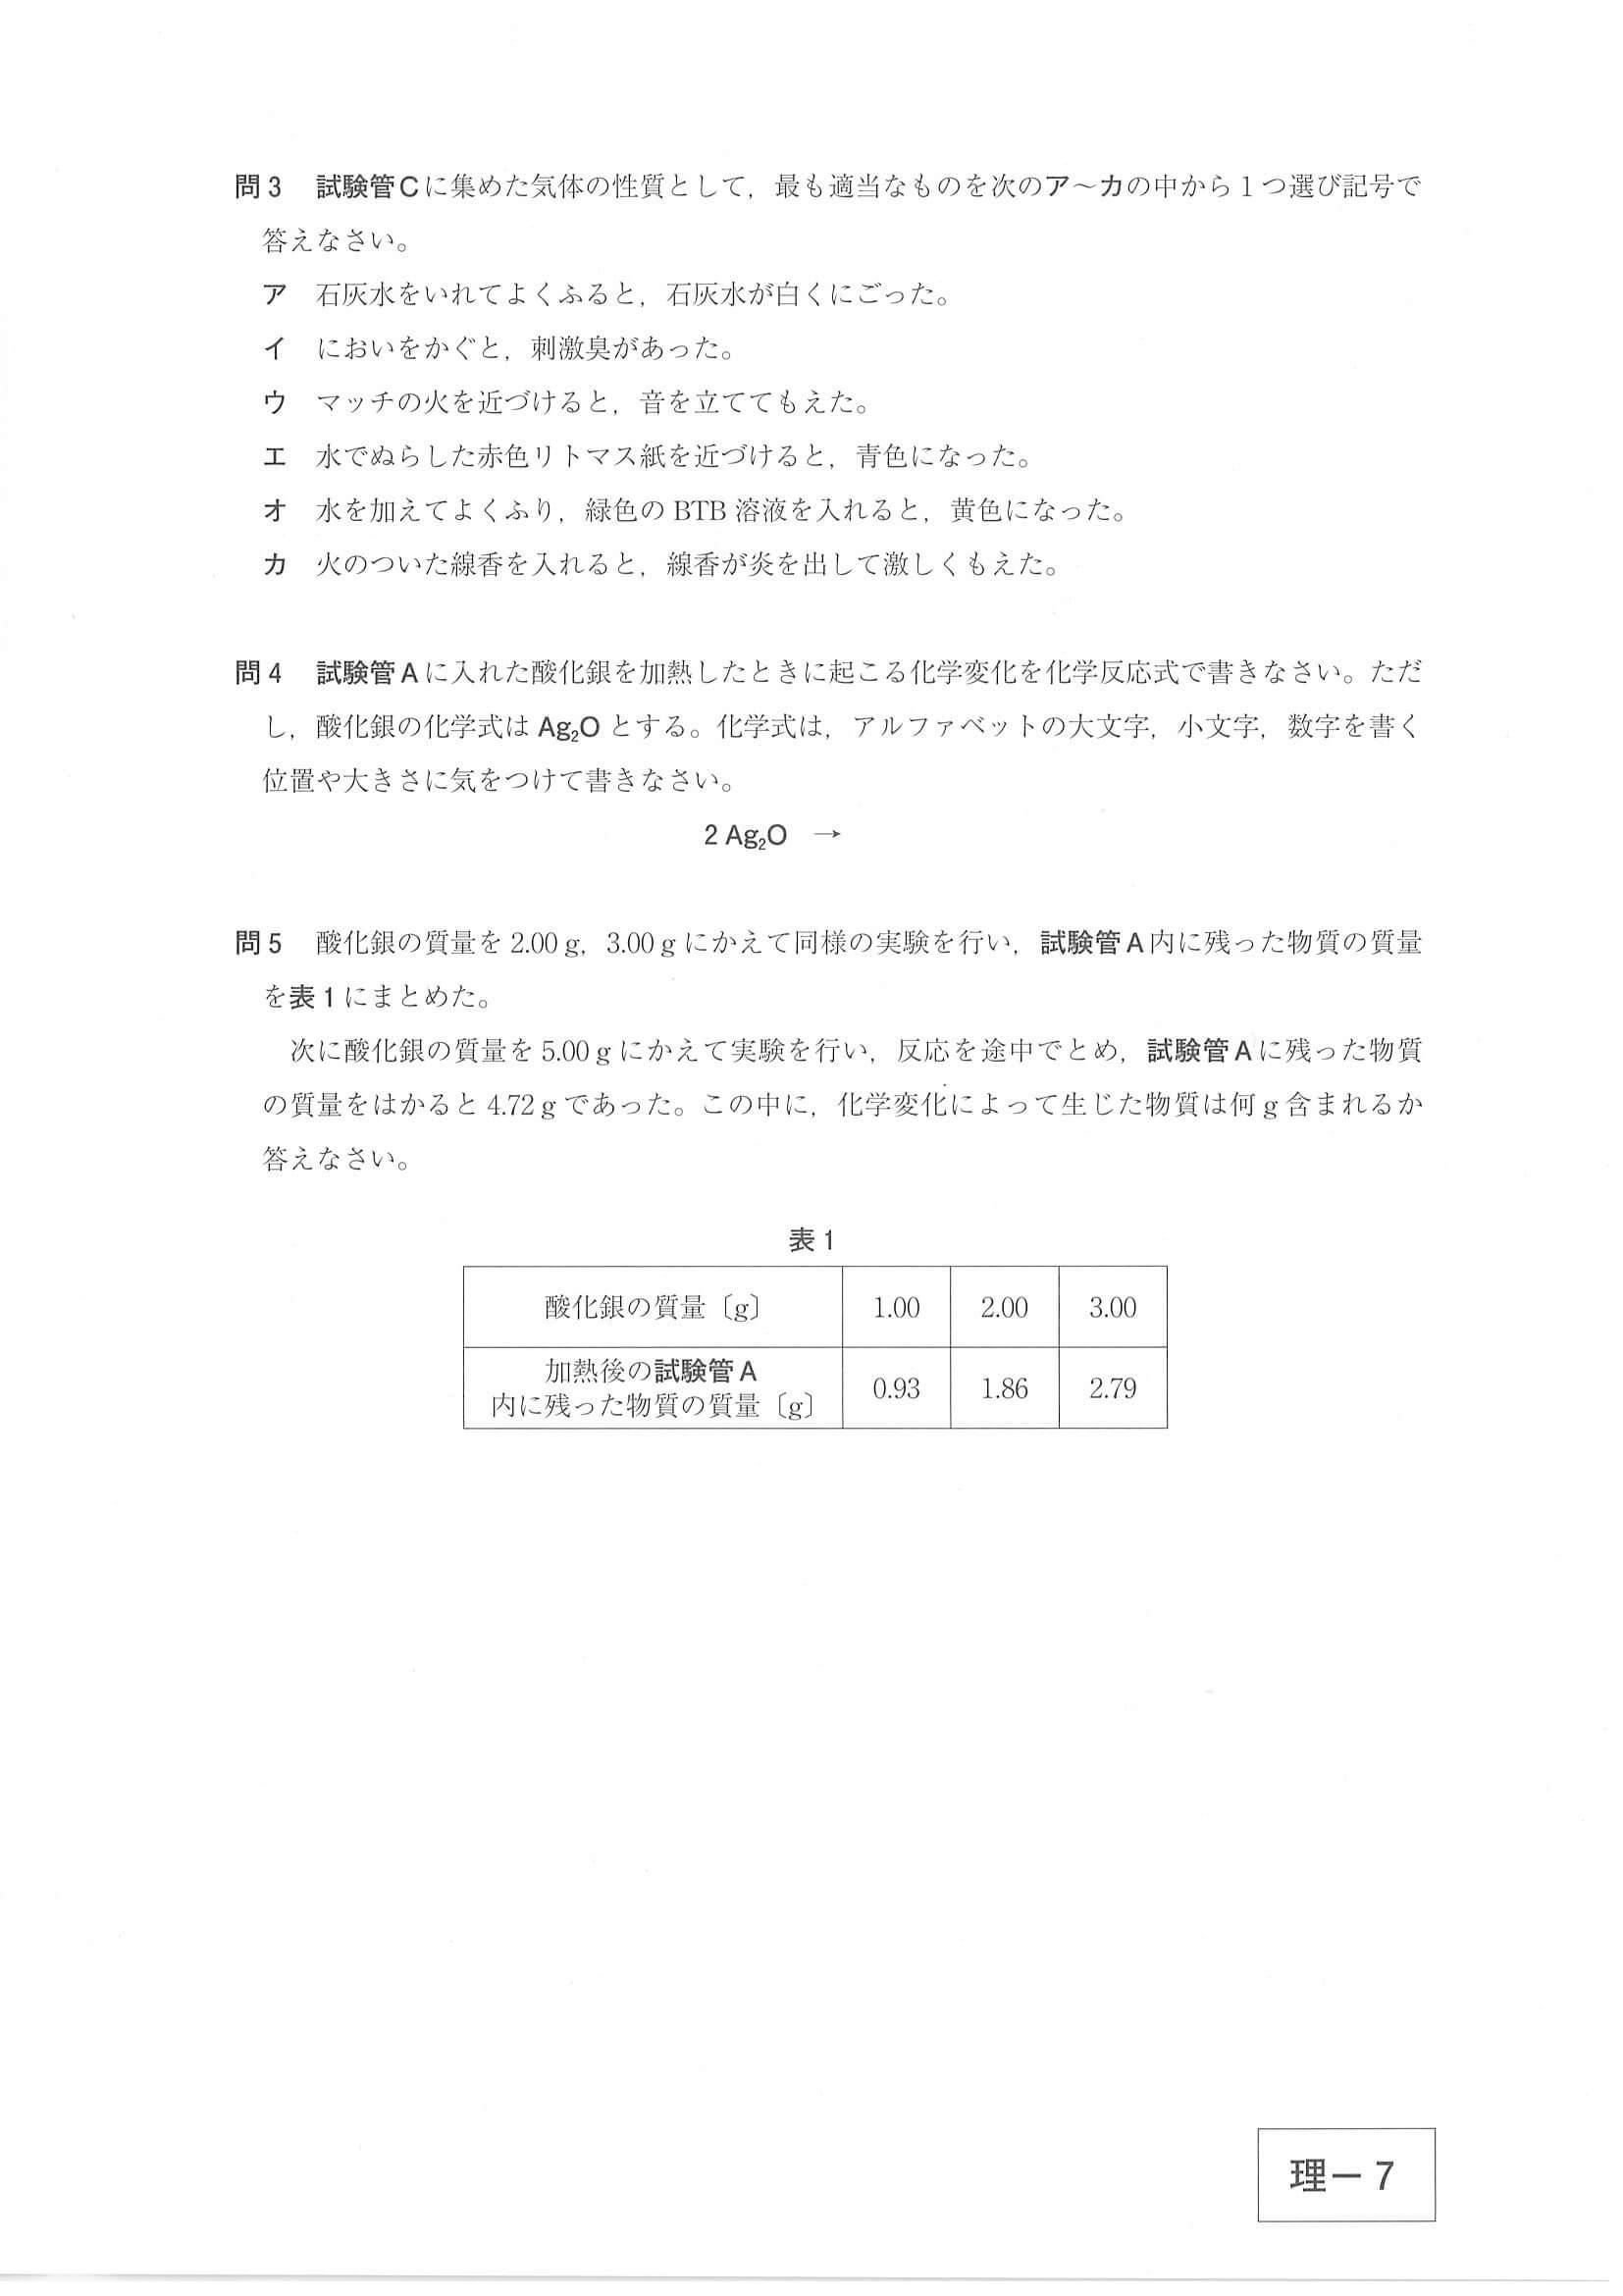 問3　試験管Cに集めた気体の性質として，最も適当なものを次のア～カの中から1つ選び記号で
答えなさい。
ア　石灰水をいれてよくふると，石灰水が白くにごった。
イ　においをかぐと，刺激臭があった。
ウ　マッチの火を近づけると，音を立ててもえた。
エ　水でぬらした赤色リトマス紙を近づけると，青色になった。
オ　水を加えてよくふり，緑色の BTB 溶液を入れると，黄色になった。
カ　火のついた線香を入れると，線香が炎を出して激しくもえた。
問4　試験管Aに入れた酸化銀を加熱したときに起こる化学変化を化学反応式で書きなさい。ただ
し，酸化銀の化学式は Ag₂O とする。化学式は，アルファベットの大文字，小文字，数字を書く
位置や大きさに気をつけて書きなさい。
2 Ag₂O　→
問5　酸化銀の質量を 2.00 g，3.00 g にかえて同様の実験を行い，試験管A内に残った物質の質量
を表1にまとめた。
次に酸化銀の質量を 5.00 g にかえて実験を行い，反応を途中でとめ，試験管Aに残った物質
の質量をはかると 4.72 g であった。この中に，化学変化によって生じた物質は何 g 含まれるか
答えなさい。
表1
酸化銀の質量〔g〕　1.00　2.00　3.00
加熱後の試験管A
内に残った物質の質量〔g〕　0.93　1.86　2.79
理－7